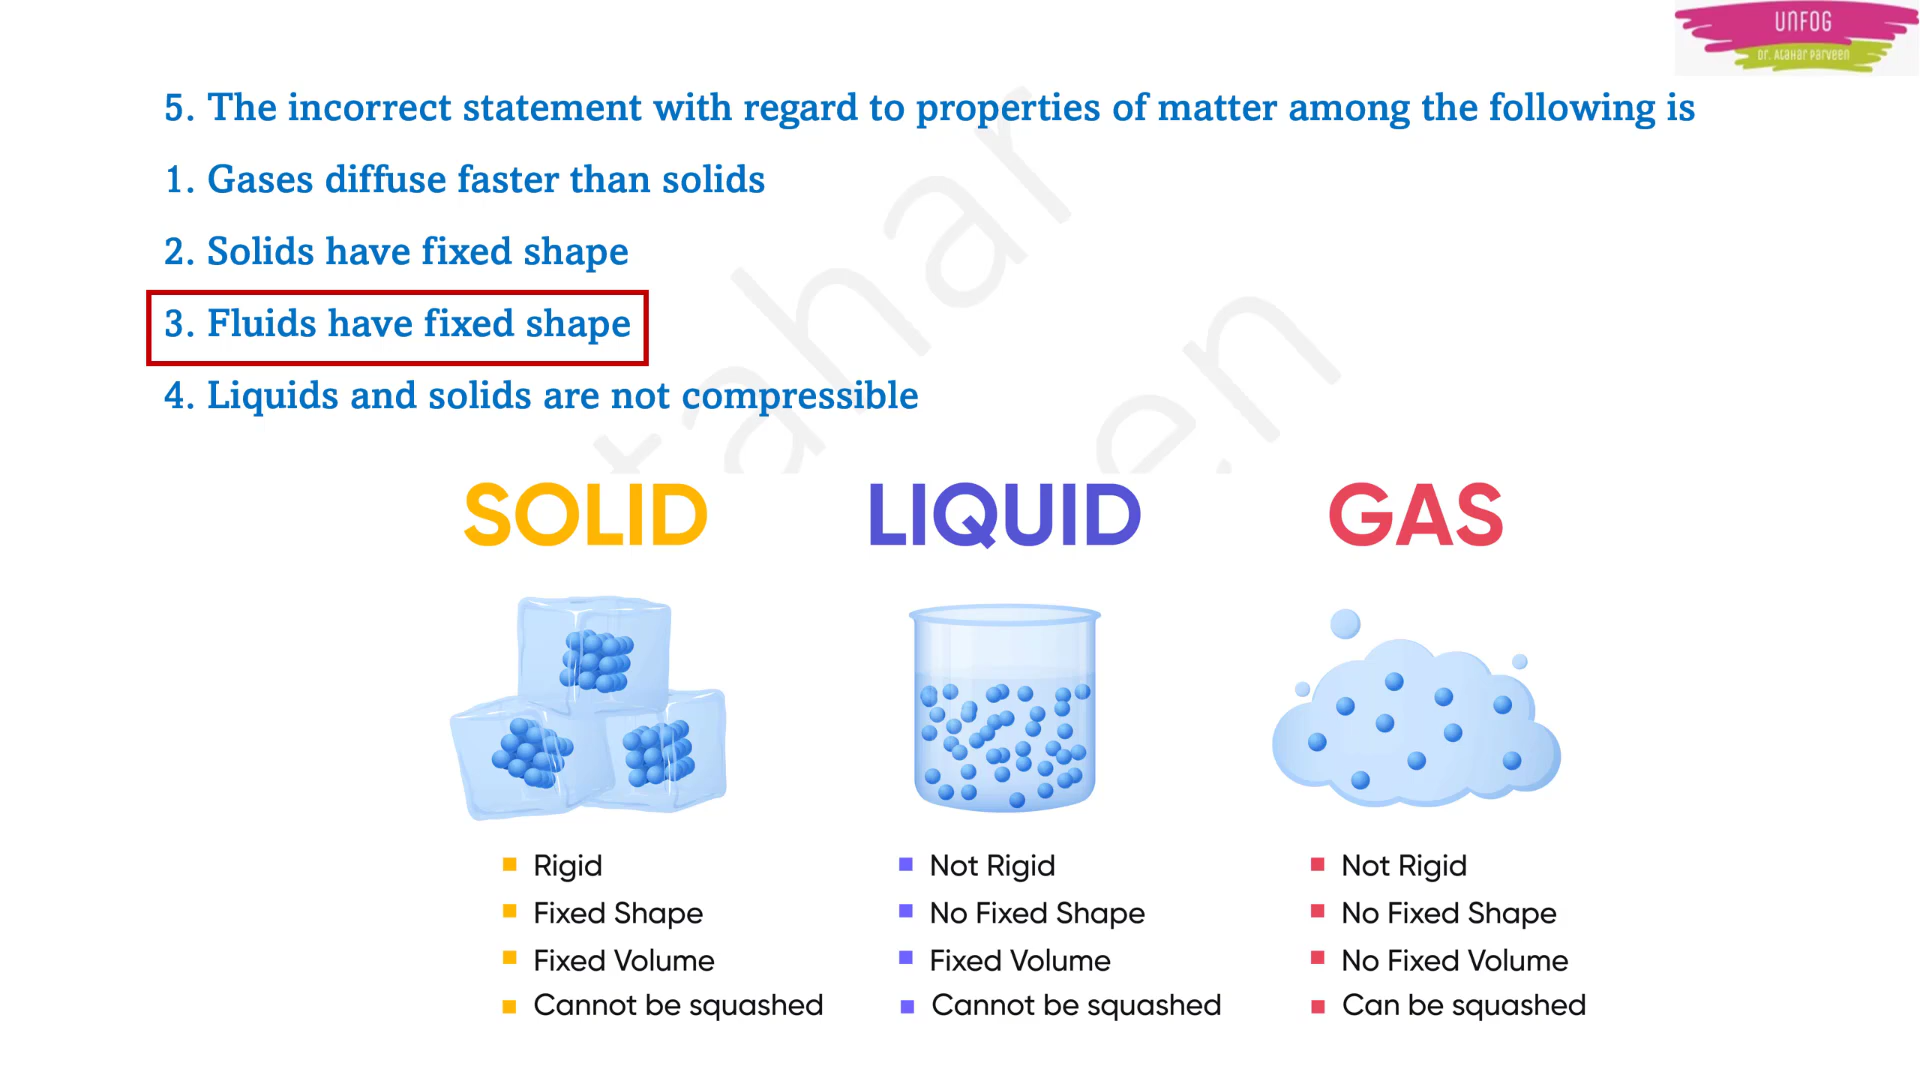 UNFOG
Dr. Atahar Parveen
5. The incorrect statement with regard to properties of matter among the following is
1. Gases diffuse faster than solids
2. Solids have fixed shape
3. Fluids have fixed shape
4. Liquids and solids are not compressible
tahar
en
SOLID LIQUID GAS
Rigid Not Rigid Not Rigid
Fixed Shape No Fixed Shape No Fixed Shape
Fixed Volume Fixed Volume No Fixed Volume
Cannot be squashed Cannot be squashed Can be squashed